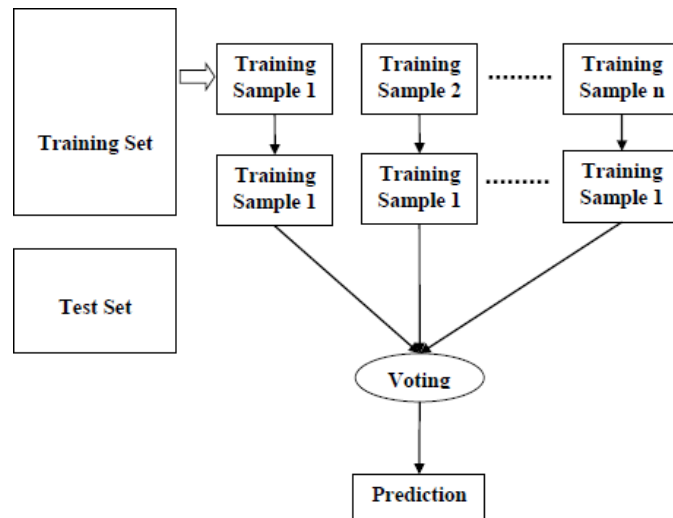 Training Set
Training
Sample 1
Training
Sample 2
.........
Training
Sample n
Training
Sample 1
Training
Sample 1
.........
Training
Sample 1
Test Set
Voting
Prediction